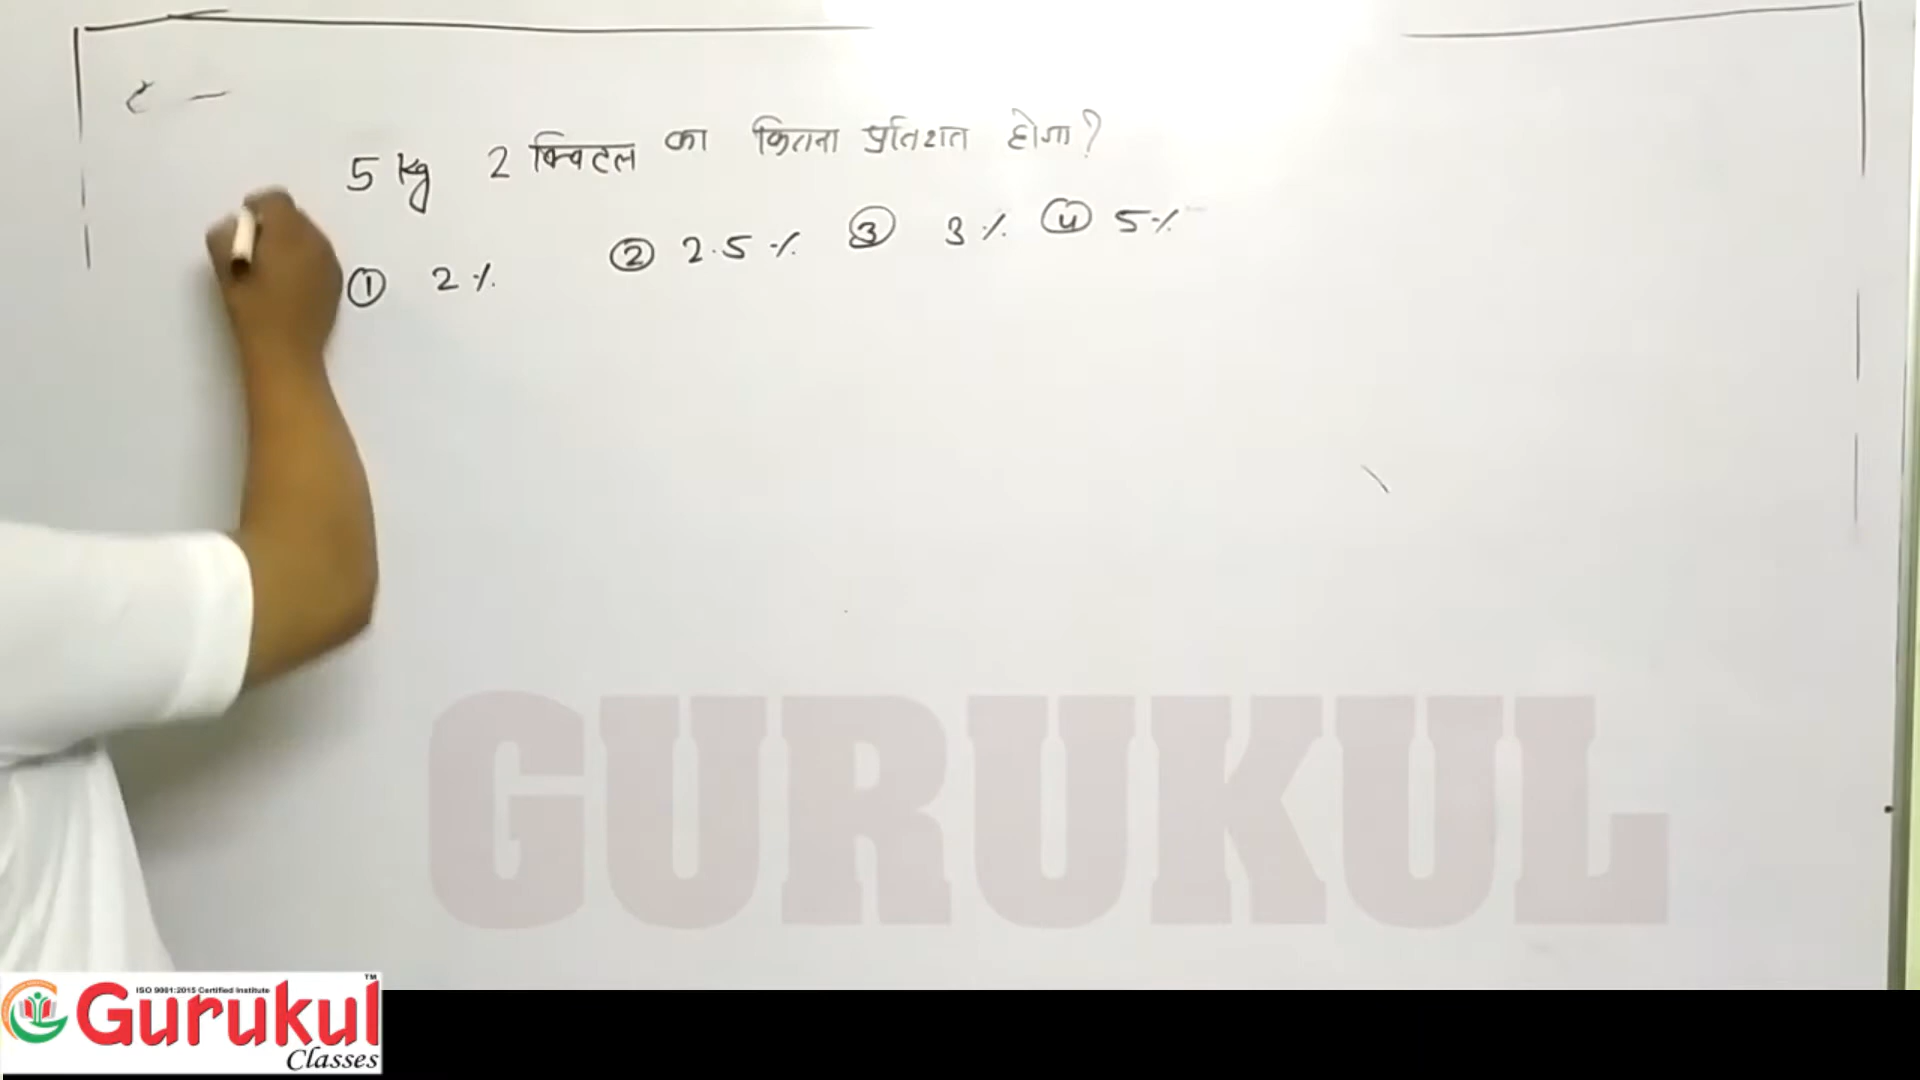 5 kg 2 क्विटल का कितना प्रतिशत होगा?
① 2% ② 2.5% ③ 3% ④ 5%
GURUKUL
ISO 9001:2015 Certified Institute
TM
Gurukul
Classes